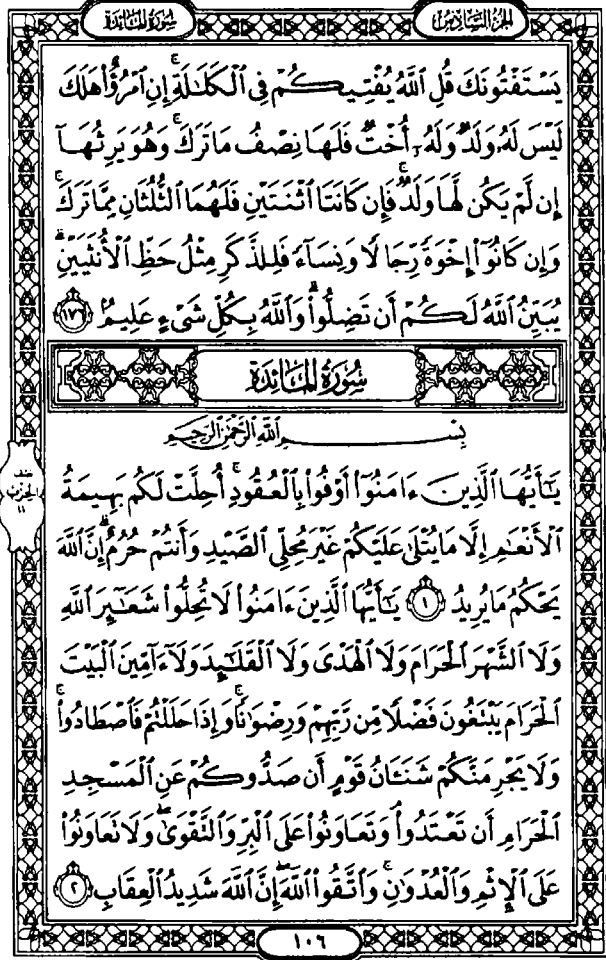 الجزء السادس
سورة المائدة
يَسْتَفْتُونَكَ قُلِ ٱللَّهُ يُفْتِيكُمْ فِى ٱلْكَلَـٰلَةِ ۚ إِنِ ٱمْرُؤٌا۟ هَلَكَ
لَيْسَ لَهُۥ وَلَدٌ وَلَهُۥٓ أُخْتٌ فَلَهَا نِصْفُ مَا تَرَكَ ۚ وَهُوَ يَرِثُهَآ
إِن لَّمْ يَكُن لَّهَا وَلَدٌ ۚ فَإِن كَانَتَا ٱثْنَتَيْنِ فَلَهُمَا ٱلثُّلُثَانِ مِمَّا تَرَكَ ۚ
وَإِن كَانُوٓا۟ إِخْوَةً رِّجَالًا وَنِسَآءً فَلِلذَّكَرِ مِثْلُ حَظِّ ٱلْأُنثَيَيْنِ ۗ
يُبَيِّنُ ٱللَّهُ لَكُمْ أَن تَضِلُّوا۟ ۗ وَٱللَّهُ بِكُلِّ شَىْءٍ عَلِيمٌۢ ١٧٦
سُورَةُ المَائِدَة
بِسْمِ ٱللَّهِ ٱلرَّحْمَـٰنِ ٱلرَّحِيمِ
يَـٰٓأَيُّهَا ٱلَّذِينَ ءَامَنُوٓا۟ أَوْفُوا۟ بِٱلْعُقُودِ ۚ أُحِلَّتْ لَكُم بَهِيمَةُ
نصف
الحزب
١١
ٱلْأَنْعَـٰمِ إِلَّا مَا يُتْلَىٰ عَلَيْكُمْ غَيْرَ مُحِلِّى ٱلصَّيْدِ وَأَنتُمْ حُرُمٌ ۗ إِنَّ ٱللَّهَ
يَحْكُمُ مَا يُرِيدُ ١ يَـٰٓأَيُّهَا ٱلَّذِينَ ءَامَنُوا۟ لَا تُحِلُّوا۟ شَعَـٰٓئِرَ ٱللَّهِ
وَلَا ٱلشَّهْرَ ٱلْحَرَامَ وَلَا ٱلْهَدْىَ وَلَا ٱلْقَلَـٰٓئِدَ وَلَآ ءَآمِّينَ ٱلْبَيْتَ
ٱلْحَرَامَ يَبْتَغُونَ فَضْلًا مِّن رَّبِّهِمْ وَرِضْوَٰنًا ۚ وَإِذَا حَلَلْتُمْ فَٱصْطَادُوا۟ ۚ
وَلَا يَجْرِمَنَّكُمْ شَنَـَٔانُ قَوْمٍ أَن صَدُّوكُمْ عَنِ ٱلْمَسْجِدِ
ٱلْحَرَامِ أَن تَعْتَدُوا۟ ۘ وَتَعَاوَنُوا۟ عَلَى ٱلْبِرِّ وَٱلتَّقْوَىٰ ۖ وَلَا تَعَاوَنُوا۟
عَلَى ٱلْإِثْمِ وَٱلْعُدْوَٰنِ ۚ وَٱتَّقُوا۟ ٱللَّهَ ۖ إِنَّ ٱللَّهَ شَدِيدُ ٱلْعِقَابِ ٢
١٠٦